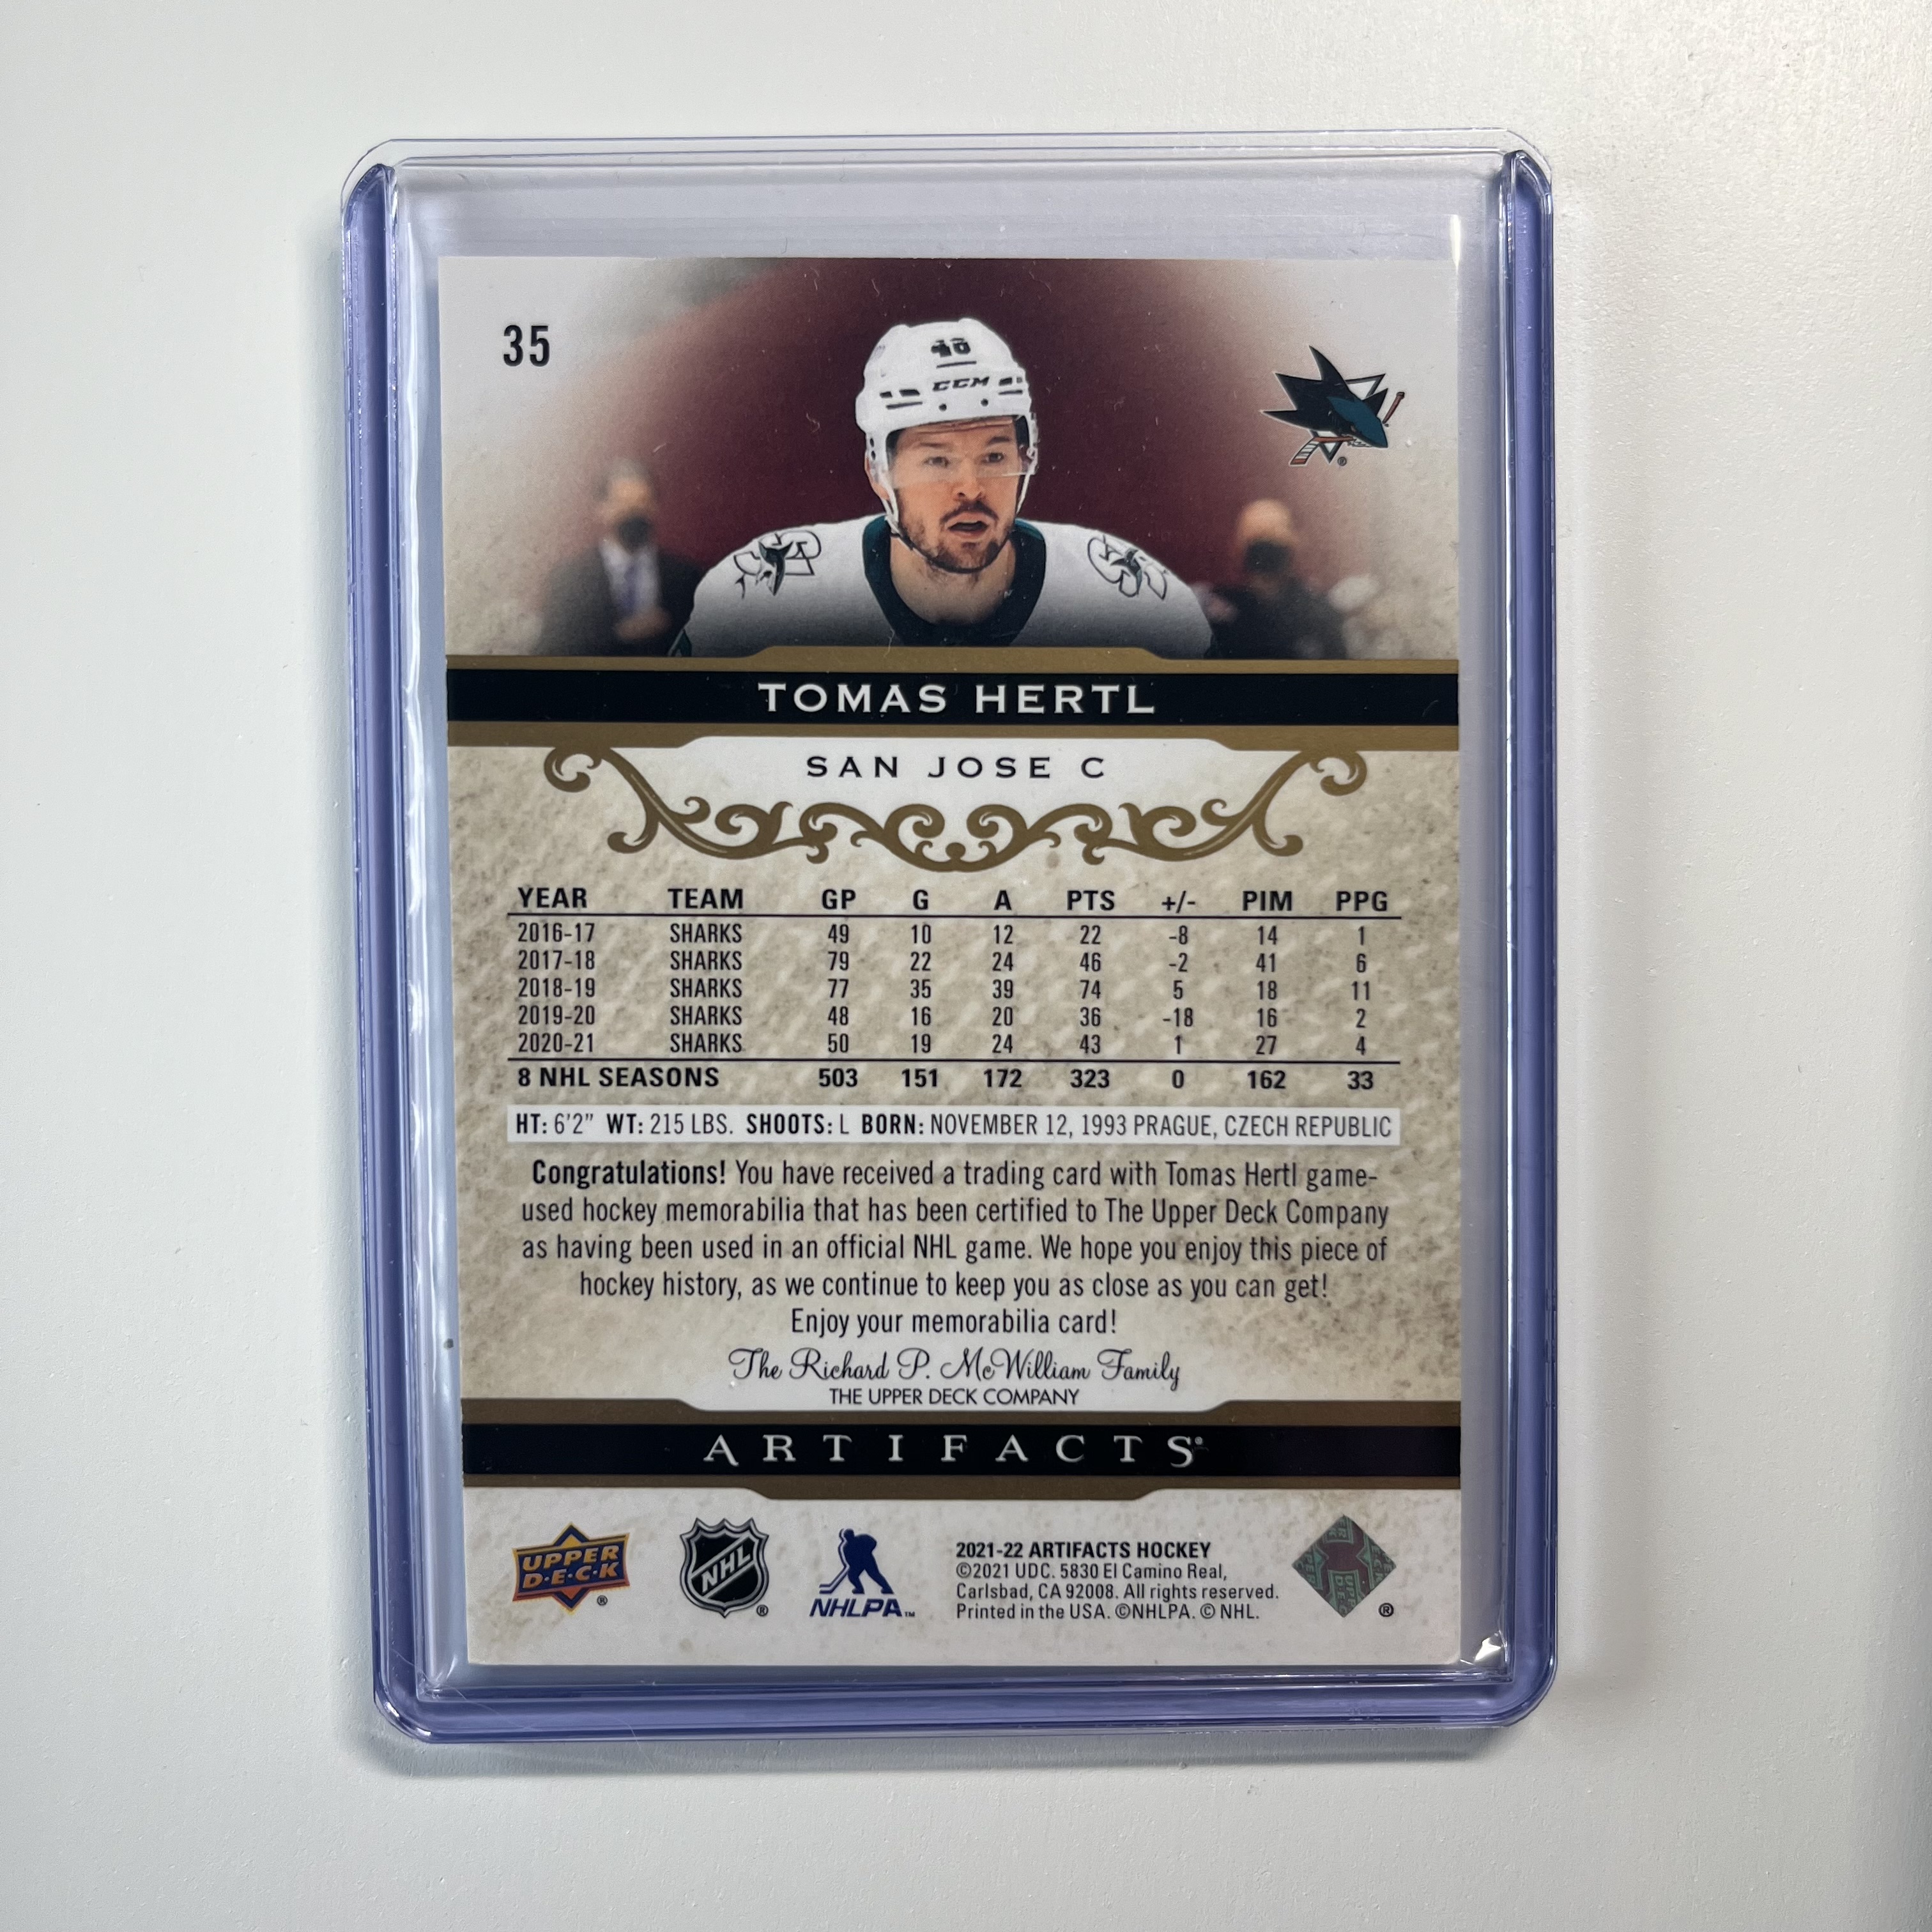 35
48
CCM
TOMAS HERTL
SAN JOSE C
YEAR TEAM GP G A PTS +/- PIM PPG
2016-17 SHARKS 49 10 12 22 -8 14 1
2017-18 SHARKS 79 22 24 46 -2 41 6
2018-19 SHARKS 77 35 39 74 5 18 11
2019-20 SHARKS 48 16 20 36 -18 16 2
2020-21 SHARKS 50 19 24 43 1 27 4
8 NHL SEASONS 503 151 172 323 0 162 33
HT: 6'2" WT: 215 LBS. SHOOTS: L BORN: NOVEMBER 12, 1993 PRAGUE, CZECH REPUBLIC
Congratulations! You have received a trading card with Tomas Hertl game-
used hockey memorabilia that has been certified to The Upper Deck Company
as having been used in an official NHL game. We hope you enjoy this piece of
hockey history, as we continue to keep you as close as you can get!
Enjoy your memorabilia card!
The Richard P. McWilliam Family
THE UPPER DECK COMPANY
ARTIFACTS®
UPPER
D·E·C·K
®
NHL
®
NHLPA™
2021-22 ARTIFACTS HOCKEY
©2021 UDC. 5830 El Camino Real,
Carlsbad, CA 92008. All rights reserved.
Printed in the USA. ©NHLPA. © NHL.
®